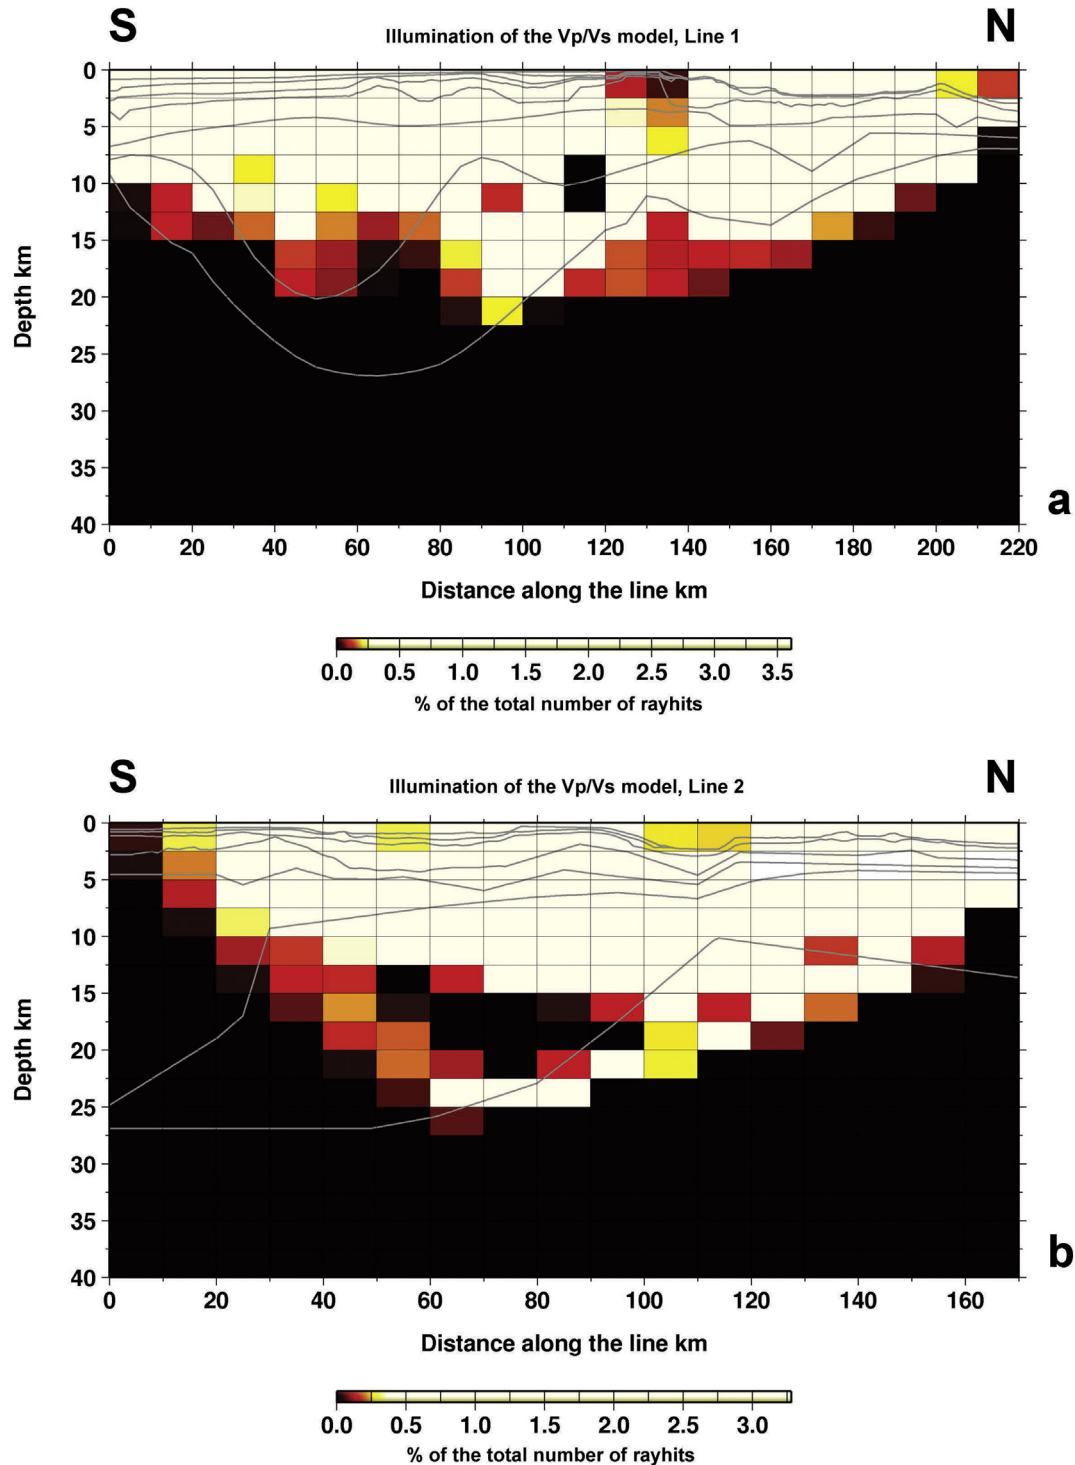 S
Illumination of the Vp/Vs model, Line 1
N
0
5
10
15
20
25
30
35
40
Depth km
a
0 20 40 60 80 100 120 140 160 180 200 220
Distance along the line km
0.0 0.5 1.0 1.5 2.0 2.5 3.0 3.5
% of the total number of rayhits
S
Illumination of the Vp/Vs model, Line 2
N
0
5
10
15
20
25
30
35
40
Depth km
b
0 20 40 60 80 100 120 140 160
Distance along the line km
0.0 0.5 1.0 1.5 2.0 2.5 3.0
% of the total number of rayhits